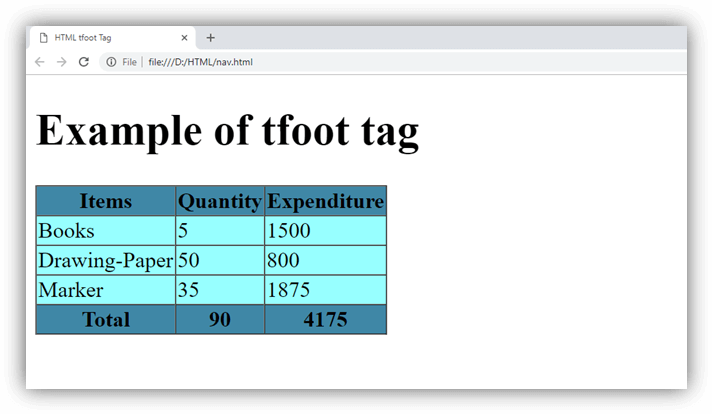 HTML tfoot Tag
File file:///D:/HTML/nav.html
Example of tfoot tag
Items Quantity Expenditure
Books 5 1500
Drawing-Paper 50 800
Marker 35 1875
Total 90 4175